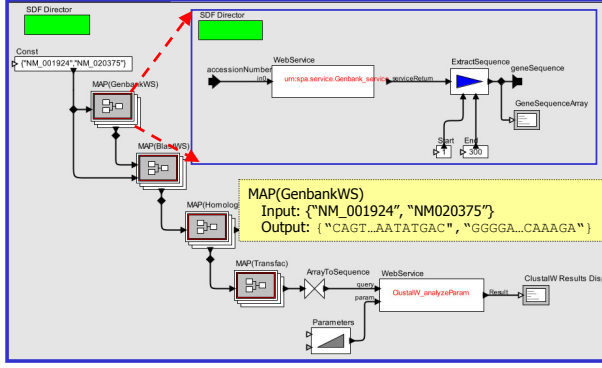 SDF Director
SDF Director
Const
{"NM_001924","NM_020375"}
MAP(GenbankWS)
accessionNumber
in0
WebService
urn:spa.service.Genbank_service
serviceReturn
ExtractSequence
geneSequence
GeneSequenceArray
Start
1
End
300
MAP(BlastWS)
MAP(Homolog
MAP(GenbankWS)
Input: {“NM_001924”, “NM020375”}
Output: {“CAGT…AATATGAC",“GGGGA…CAAAGA“}
MAP(Transfac)
ArrayToSequence
query
param
WebService
ClustalW_analyzeParam
Result
ClustalW Results Disp
Parameters